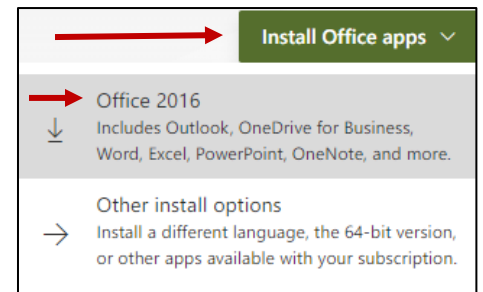 Install Office apps
Office 2016
Includes Outlook, OneDrive for Business,
Word, Excel, PowerPoint, OneNote, and more.
Other install options
Install a different language, the 64-bit version,
or other apps available with your subscription.